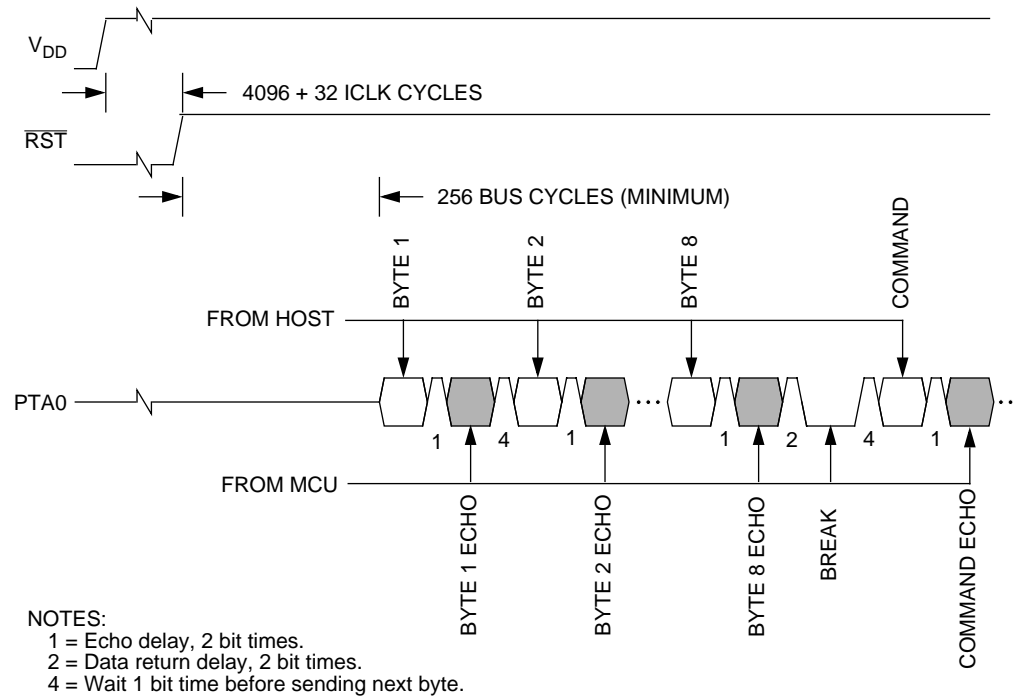 VDD
4096 + 32 ICLK CYCLES
RST
256 BUS CYCLES (MINIMUM)
BYTE 1
BYTE 2
BYTE 8
COMMAND
FROM HOST
PTA0
1
4
1
1
2
4
1
FROM MCU
BYTE 1 ECHO
BYTE 2 ECHO
BYTE 8 ECHO
BREAK
COMMAND ECHO
NOTES:
1 = Echo delay, 2 bit times.
2 = Data return delay, 2 bit times.
4 = Wait 1 bit time before sending next byte.